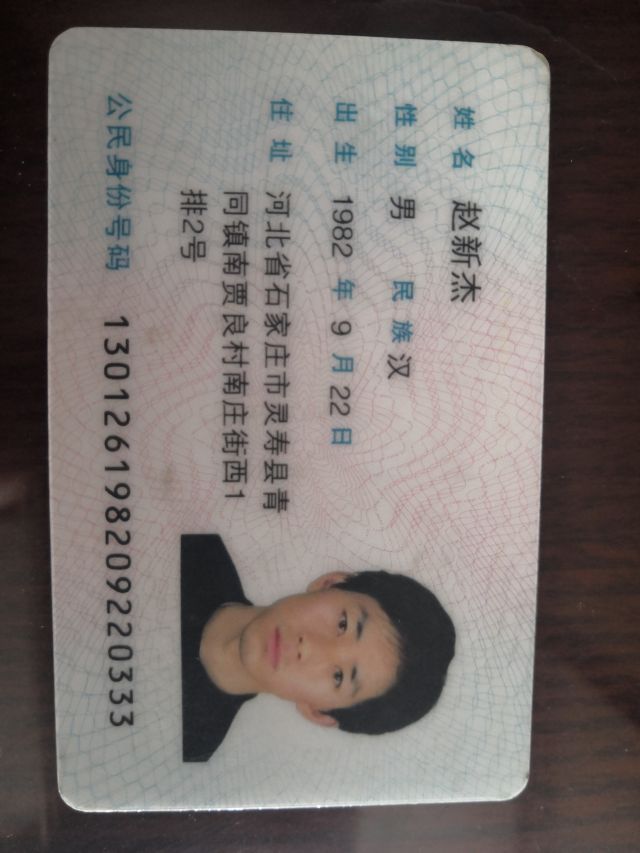 姓名 赵新杰
性别 男 民族 汉
出生 1982 年 9 月 22 日
住址 河北省石家庄市灵寿县青
同镇南贾良村南庄街西1
排2号
公民身份号码 130126198209220333